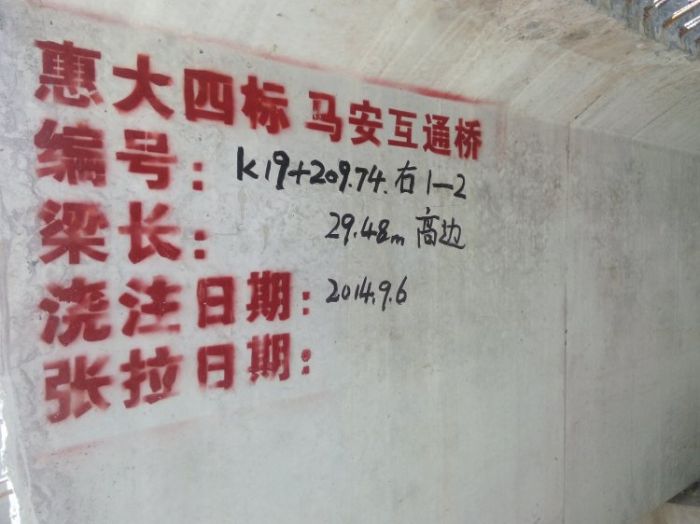 惠大四标 马安互通桥
编号：K19+209.74.右1-2
梁长：29.48m 高边
浇注日期：2014.9.6
张拉日期：